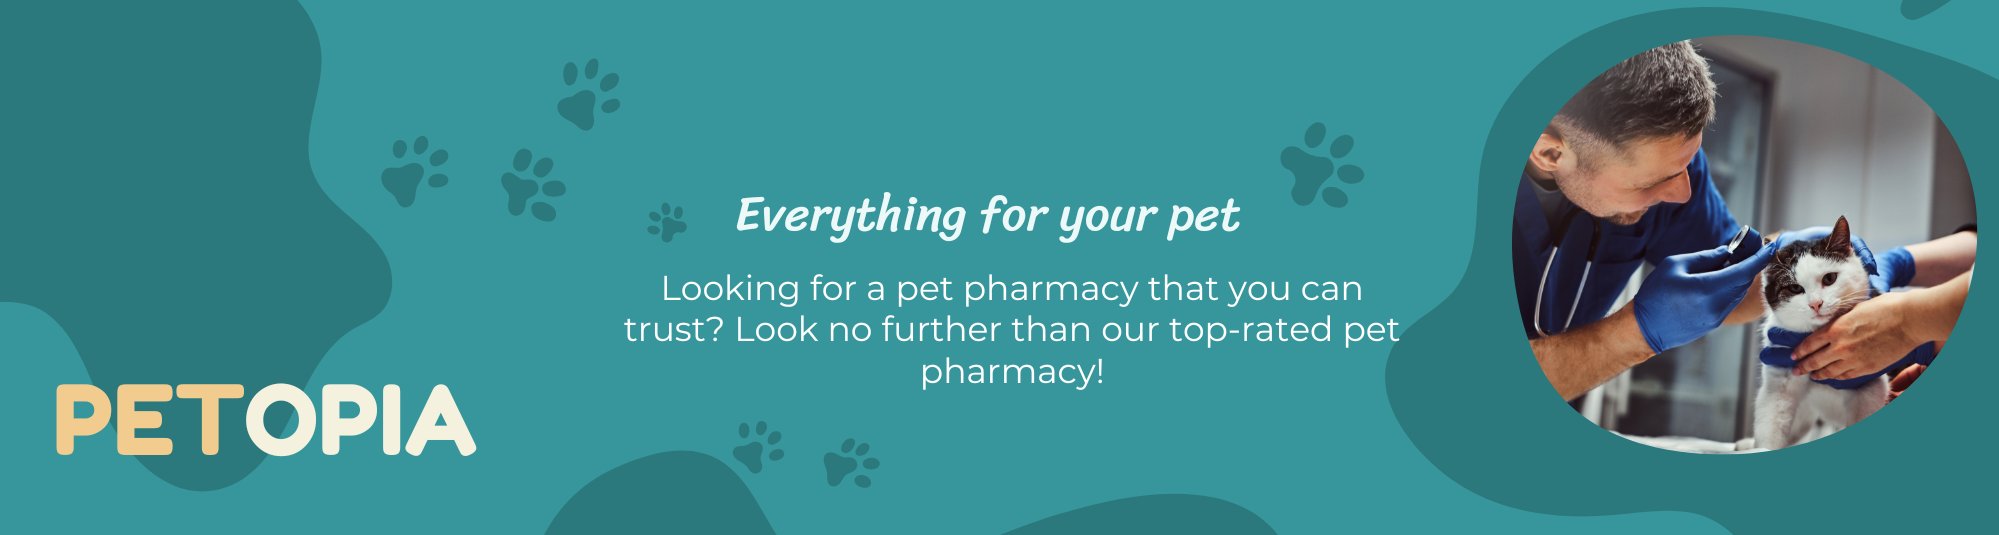 Everything for your pet
Looking for a pet pharmacy that you can
trust? Look no further than our top-rated pet
pharmacy!
PETOPIA